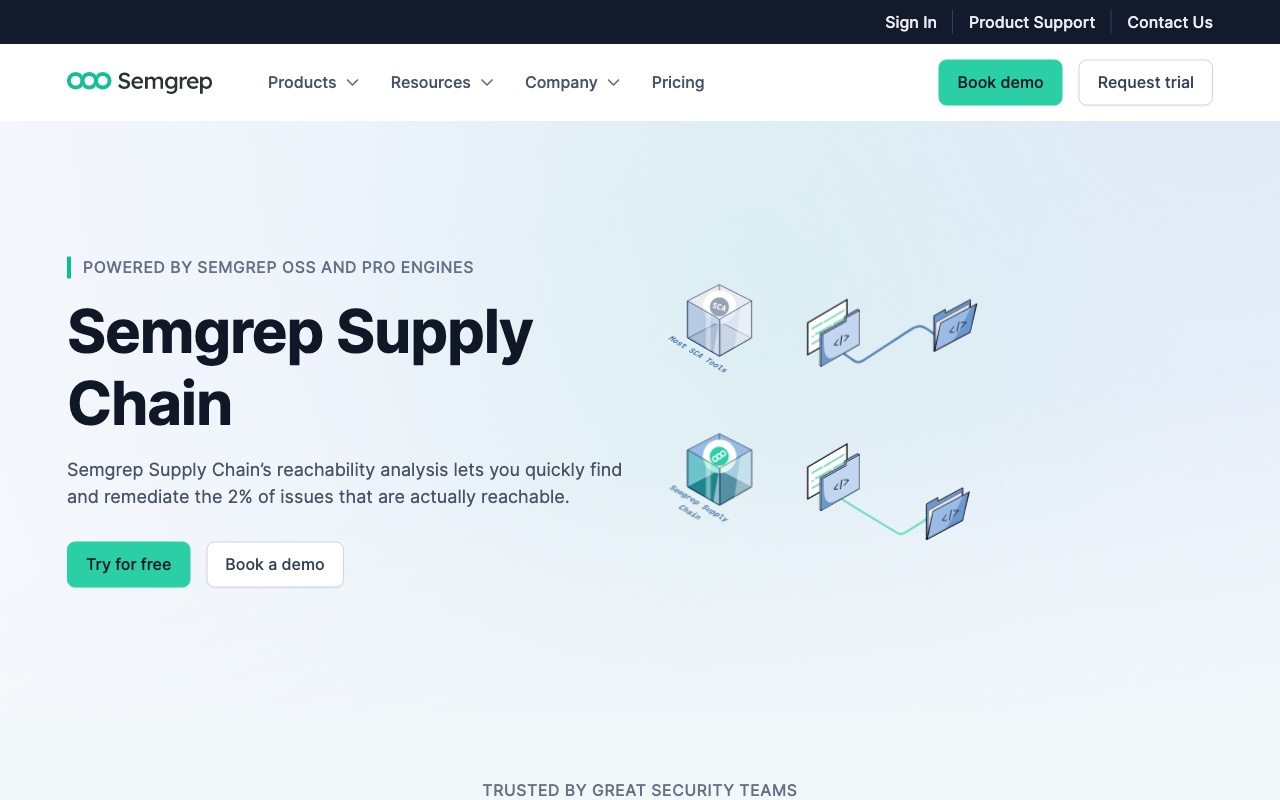 Sign In
Product Support
Contact Us
Semgrep
Products
Resources
Company
Pricing
Book demo
Request trial
POWERED BY SEMGREP OSS AND PRO ENGINES
Semgrep Supply
Chain
Semgrep Supply Chain’s reachability analysis lets you quickly find
and remediate the 2% of issues that are actually reachable.
Try for free
Book a demo
SCA
Most SCA Tools
</>
</>
Semgrep Supply
Chain
</>
</>
TRUSTED BY GREAT SECURITY TEAMS